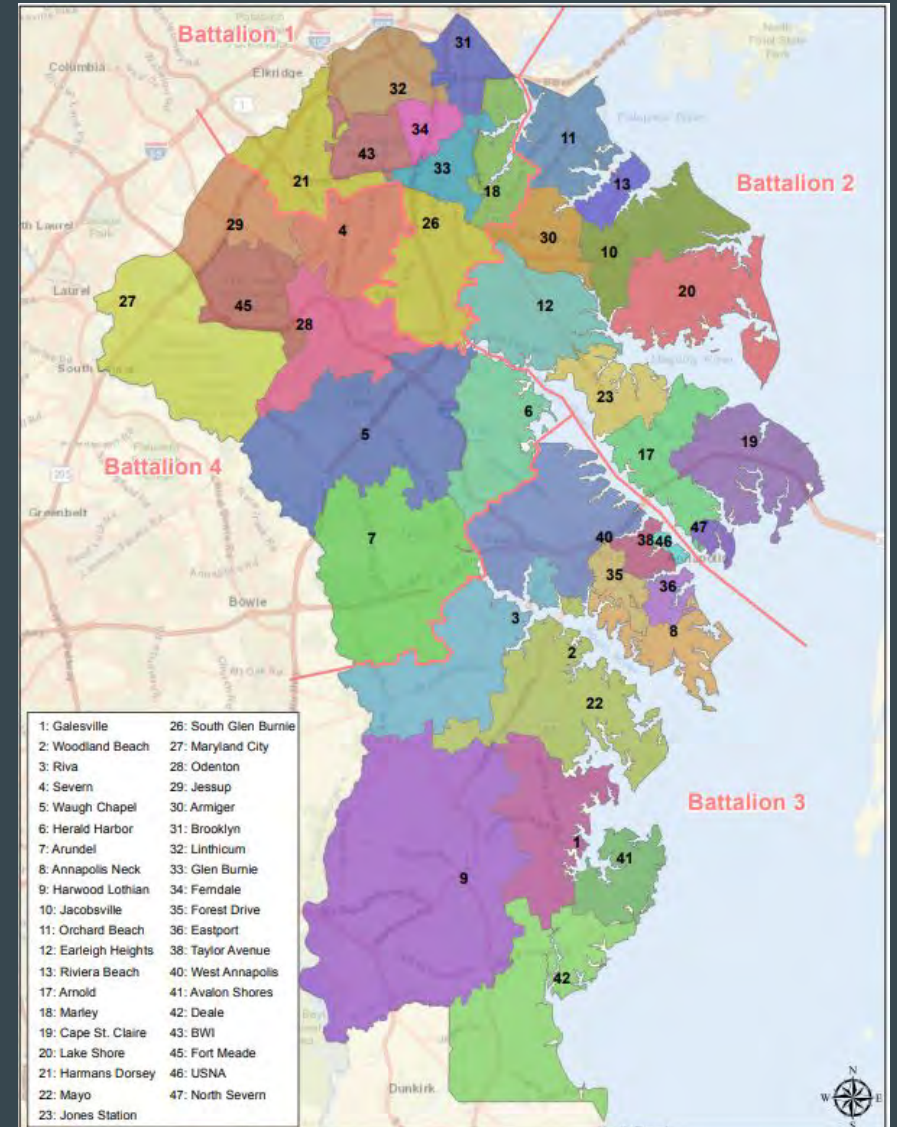 Battalion 1
31
Columbia
Elkridge
32
34
11
43
33
13
Battalion 2
21
18
26
29
4
30
10
20
27
Laurel
45
28
12
23
6
5
17
19
Battalion 4
Greenbelt
47
7
40
38
46
35
36
Bowie
3
8
2
22
Battalion 3
1
41
9
42
Dunkirk
1: Galesville
2: Woodland Beach
3: Riva
4: Severn
5: Waugh Chapel
6: Herald Harbor
7: Arundel
8: Annapolis Neck
9: Harwood Lothian
10: Jacobsville
11: Orchard Beach
12: Earleigh Heights
13: Riviera Beach
17: Arnold
18: Marley
19: Cape St. Claire
20: Lake Shore
21: Harmans Dorsey
22: Mayo
23: Jones Station
26: South Glen Burnie
27: Maryland City
28: Odenton
29: Jessup
30: Armiger
31: Brooklyn
32: Linthicum
33: Glen Burnie
34: Ferndale
35: Forest Drive
36: Eastport
38: Taylor Avenue
40: West Annapolis
41: Avalon Shores
42: Deale
43: BWI
45: Fort Meade
46: USNA
47: North Severn
N
W
E
S